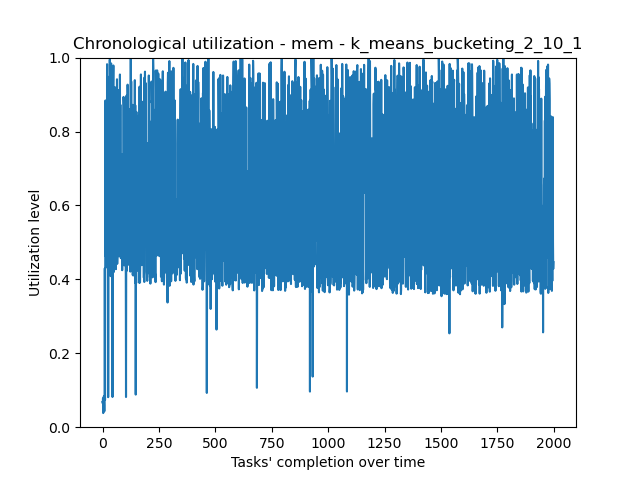 Chronological utilization - mem - k_means_bucketing_2_10_1
1.0
0.8
0.6
0.4
0.2
0.0
Utilization level
0 250 500 750 1000 1250 1500 1750 2000
Tasks' completion over time